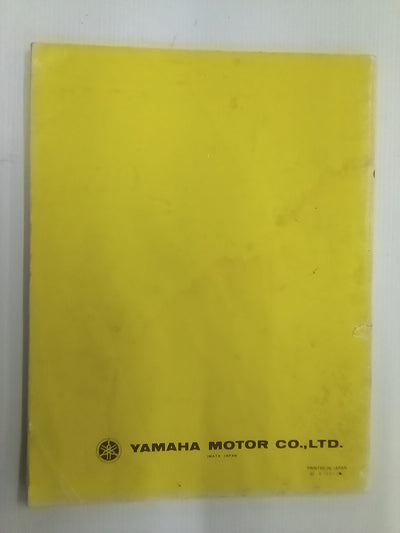 YAMAHA MOTOR CO.,LTD.
IWATA JAPAN
PRINTED IN JAPAN